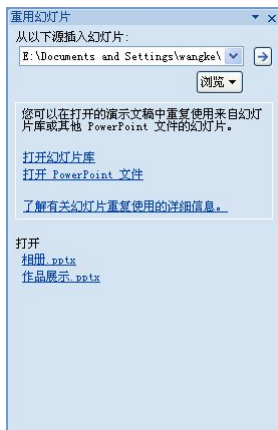 重用幻灯片
从以下源插入幻灯片:
E:\Documents and Settings\wangke\
浏览
您可以在打开的演示文稿中重复使用来自幻灯
片库或其他 PowerPoint 文件的幻灯片。
打开幻灯片库
打开 PowerPoint 文件
了解有关幻灯片重复使用的详细信息。
打开
相册.pptx
作品展示.pptx